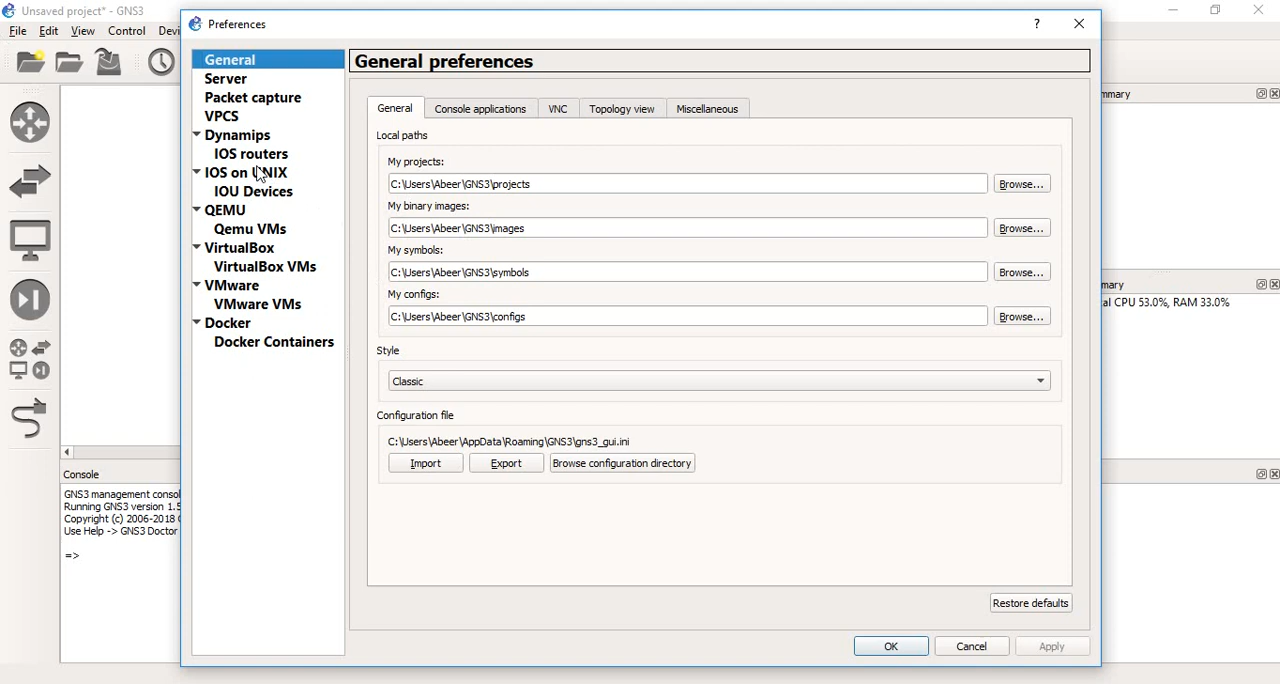 Unsaved project* - GNS3
File Edit View Control Devi
Preferences
?
General
Server
Packet capture
VPCS
Dynamips
IOS routers
IOS on UNIX
IOU Devices
QEMU
Qemu VMs
VirtualBox
VirtualBox VMs
VMware
VMware VMs
Docker
Docker Containers
General preferences
General Console applications VNC Topology view Miscellaneous
Local paths
My projects:
C:\Users\Abeer\GNS3\projects Browse...
My binary images:
C:\Users\Abeer\GNS3\images Browse...
My symbols:
C:\Users\Abeer\GNS3\symbols Browse...
My configs:
C:\Users\Abeer\GNS3\configs Browse...
Style
Classic
Configuration file
C:\Users\Abeer\AppData\Roaming\GNS3\gns3_gui.ini
Import Export Browse configuration directory
Restore defaults
OK Cancel Apply
Console
GNS3 management consol
Running GNS3 version 1.5
Copyright (c) 2006-2018
Use Help -> GNS3 Doctor
=>
mmary
mary
al CPU 53.0%, RAM 33.0%